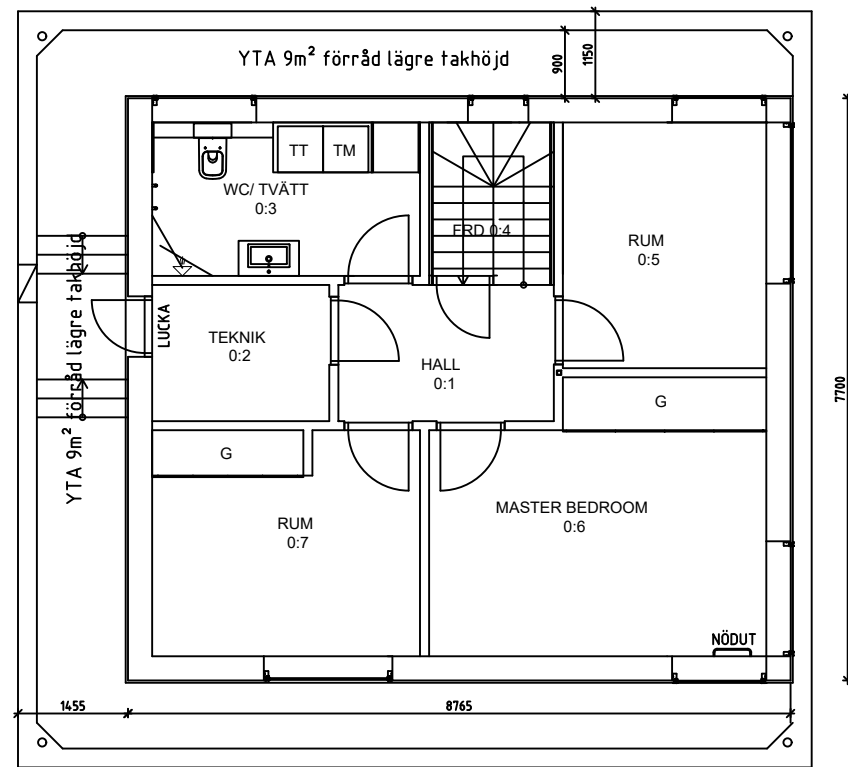 YTA 9m² förråd lägre takhöjd
900
1150
TT
TM
WC/ TVÄTT
0:3
FRD 0:4
RUM
0:5
YTA 9m² förråd lägre takhöjd
LUCKA
TEKNIK
0:2
HALL
0:1
G
7700
G
RUM
0:7
MASTER BEDROOM
0:6
NÖDUT
1455
8765